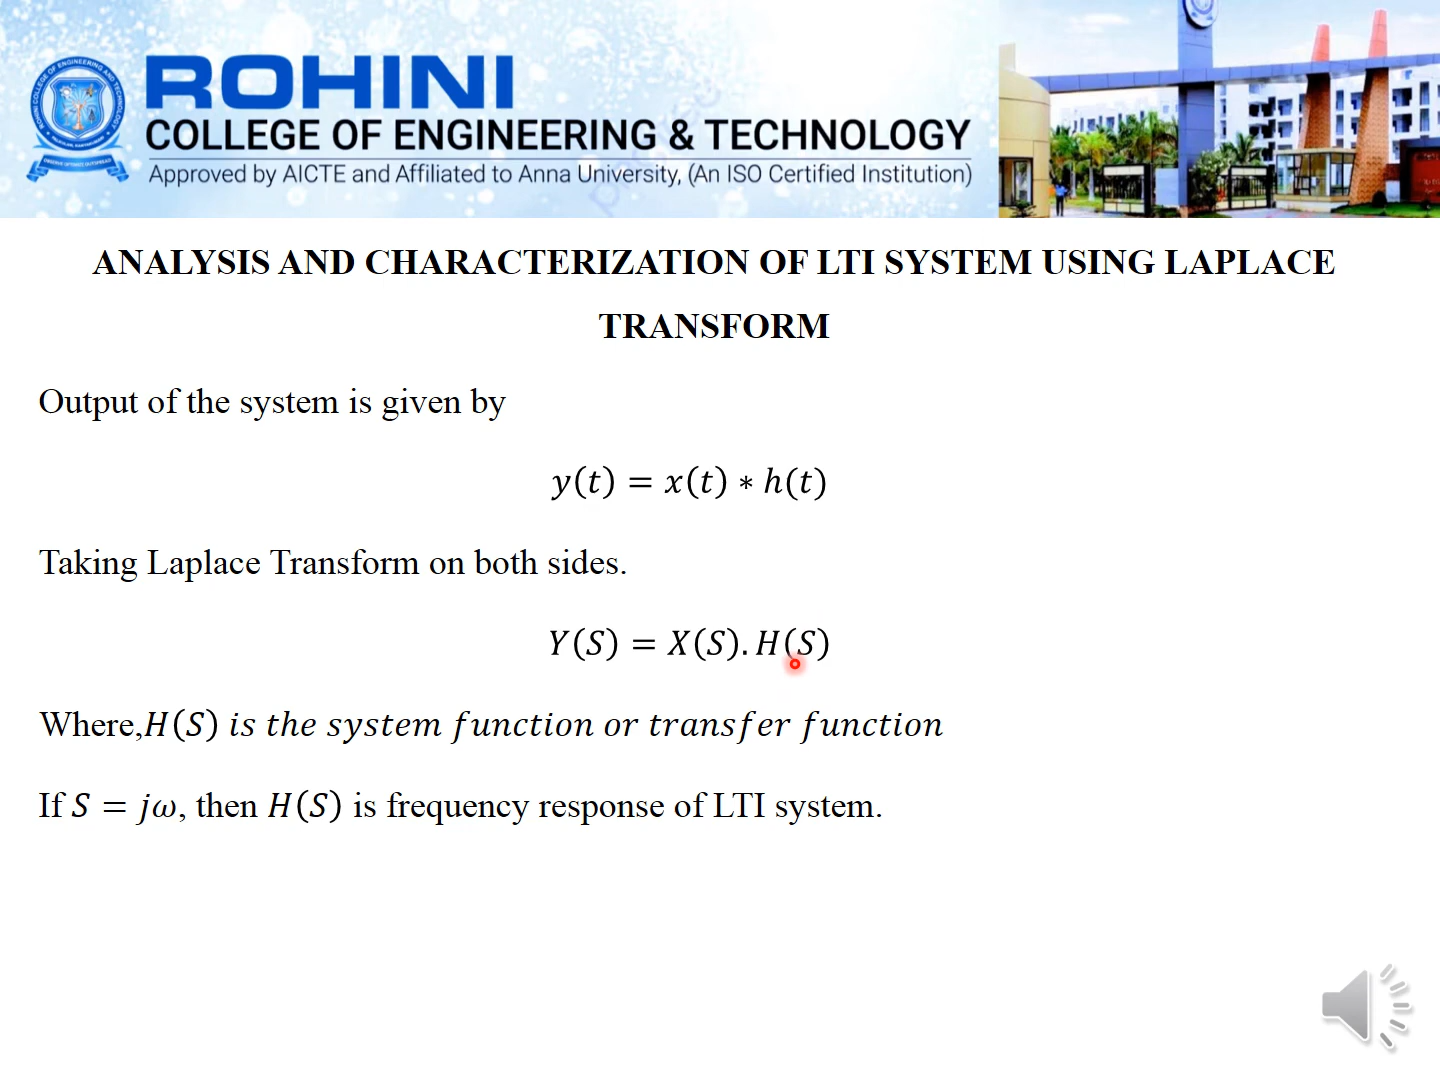 ROHINI
COLLEGE OF ENGINEERING & TECHNOLOGY
Approved by AICTE and Affiliated to Anna University, (An ISO Certified Institution)
ANALYSIS AND CHARACTERIZATION OF LTI SYSTEM USING LAPLACE
TRANSFORM
Output of the system is given by
y(t) = x(t) ∗ h(t)
Taking Laplace Transform on both sides.
Y(S) = X(S). H(S)
Where,H(S) is the system function or transfer function
If S = jω, then H(S) is frequency response of LTI system.